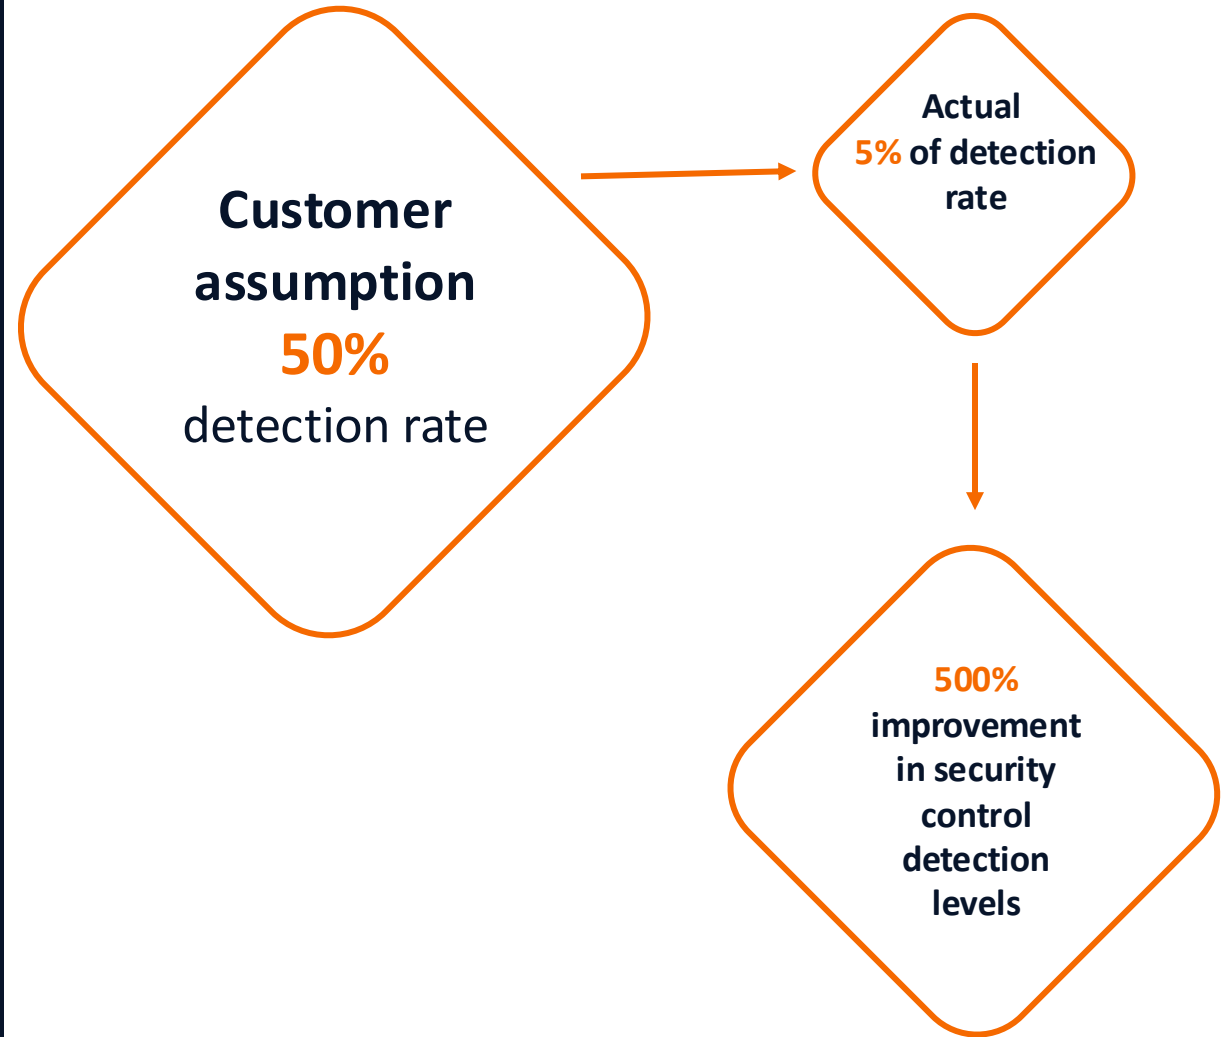 Customer
assumption
50%
detection rate
Actual
5% of detection
rate
500%
improvement
in security
control
detection
levels